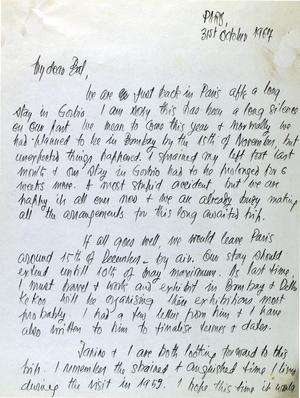 PARIS,
31st October 1967
My dear Bal,
We are just back in Paris after a long
stay in Gorbio. I am sorry this has been a long silence
on our part. We mean to come this year & normally we
had planned to be in Bombay by the 15th of November, but
unexpected things happened. I sprained my left foot last
month & our stay in Gorbio had to be prolonged for 6
weeks more. A most stupid accident, but we are
happy it's all over now & we are already busy making
all the arrangements for this long awaited trip.
If all goes well, we would leave Paris
around 15th of December – by air. Our stay should
extend until 10th of May maximum. As last time,
I must travel & work and exhibit in Bombay & Delhi
Kekoo will be organising these exhibitions most
probably. I had a few letter from him & I have
also written to him to finalise terms & dates.
Janine & I are both looking forward to this
trip. I remember the strained & anguished time I lived
during the visit in 1959. I hope this time it would